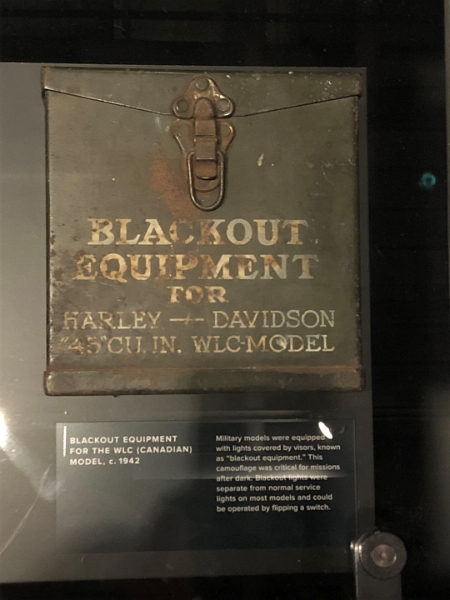 BLACKOUT
EQUIPMENT
FOR
HARLEY — DAVIDSON
"45"CU. IN. WLC-MODEL
BLACKOUT EQUIPMENT
FOR THE WLC (CANADIAN)
MODEL, c. 1942
Military models were equipped
with lights covered by visors, known
as “blackout equipment.” This
camouflage was critical for missions
after dark. Blackout lights were
separate from normal service
lights on most models and could
be operated by flipping a switch.